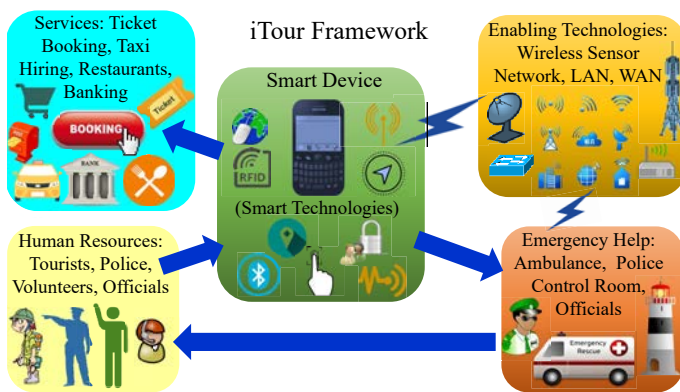 iTour Framework
Services: Ticket
Booking, Taxi
Hiring, Restaurants,
Banking
Ticket
BOOKING
BANK
Smart Device
RFID
(Smart Technologies)
Enabling Technologies:
Wireless Sensor
Network, LAN, WAN
Human Resources:
Tourists, Police,
Volunteers, Officials
Emergency Help:
Ambulance, Police
Control Room,
Officials
Emergency
Rescue